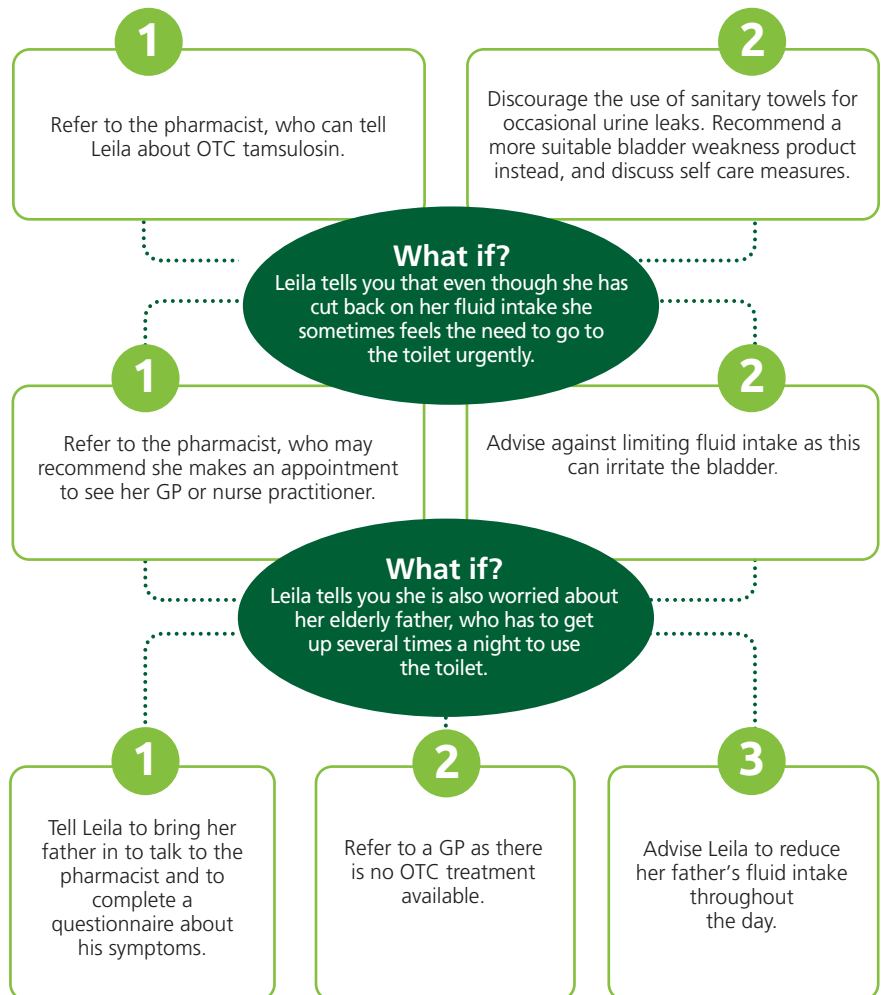 1
Refer to the pharmacist, who can tell
Leila about OTC tamsulosin.
2
Discourage the use of sanitary towels for
occasional urine leaks. Recommend a
more suitable bladder weakness product
instead, and discuss self care measures.
What if?
Leila tells you that even though she has
cut back on her fluid intake she
sometimes feels the need to go to
the toilet urgently.
1
Refer to the pharmacist, who may
recommend she makes an appointment
to see her GP or nurse practitioner.
2
Advise against limiting fluid intake as this
can irritate the bladder.
What if?
Leila tells you she is also worried about
her elderly father, who has to get
up several times a night to use
the toilet.
1
Tell Leila to bring her
father in to talk to the
pharmacist and to
complete a
questionnaire about
his symptoms.
2
Refer to a GP as there
is no OTC treatment
available.
3
Advise Leila to reduce
her father's fluid intake
throughout
the day.